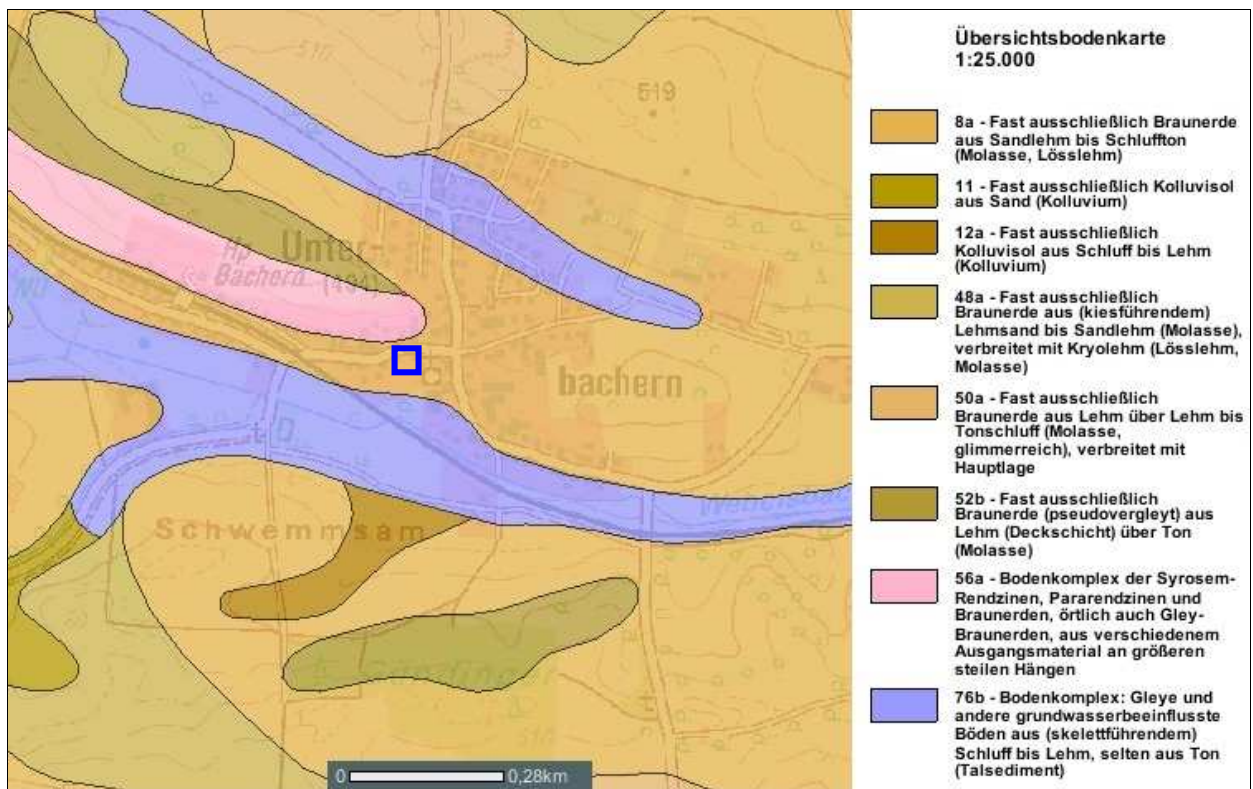 510
519
Hp
Unter-
Bachern
(404)
bachern
Schwemmsam
0
0,28km
Übersichtsbodenkarte
1:25.000
8a - Fast ausschließlich Braunerde
aus Sandlehm bis Schluffton
(Molasse, Lösslehm)
11 - Fast ausschließlich Kolluvisol
aus Sand (Kolluvium)
12a - Fast ausschließlich
Kolluvisol aus Schluff bis Lehm
(Kolluvium)
48a - Fast ausschließlich
Braunerde aus (kiesführendem)
Lehmsand bis Sandlehm (Molasse),
verbreitet mit Kryolehm (Lösslehm,
Molasse)
50a - Fast ausschließlich
Braunerde aus Lehm über Lehm bis
Tonschluff (Molasse,
glimmerreich), verbreitet mit
Hauptlage
52b - Fast ausschließlich
Braunerde (pseudovergleyt) aus
Lehm (Deckschicht) über Ton
(Molasse)
56a - Bodenkomplex der Syrosem-
Rendzinen, Pararendzinen und
Braunerden, örtlich auch Gley-
Braunerden, aus verschiedenem
Ausgangsmaterial an größeren
steilen Hängen
76b - Bodenkomplex: Gleye und
andere grundwasserbeeinflusste
Böden aus (skelettführendem)
Schluff bis Lehm, selten aus Ton
(Talsediment)